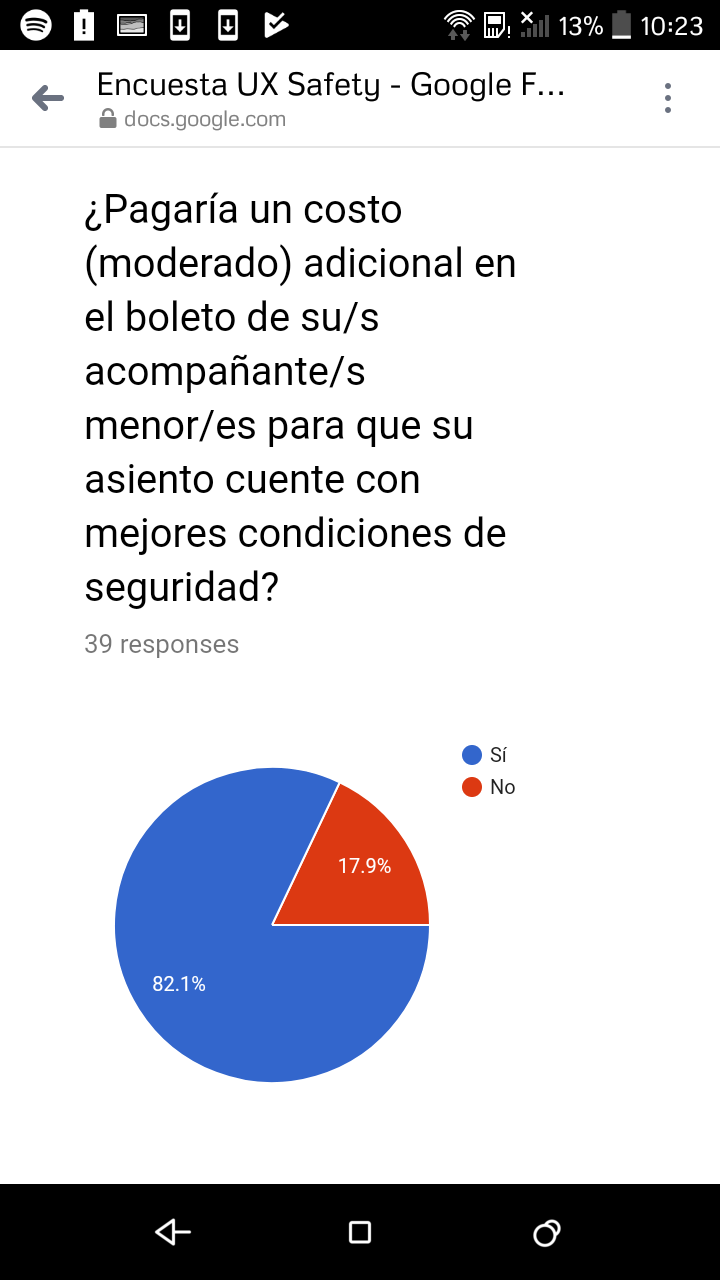 13% 10:23
Encuesta UX Safety - Google F...
docs.google.com
¿Pagaría un costo
(moderado) adicional en
el boleto de su/s
acompañante/s
menor/es para que su
asiento cuente con
mejores condiciones de
seguridad?
39 responses
Sí
No
17.9%
82.1%